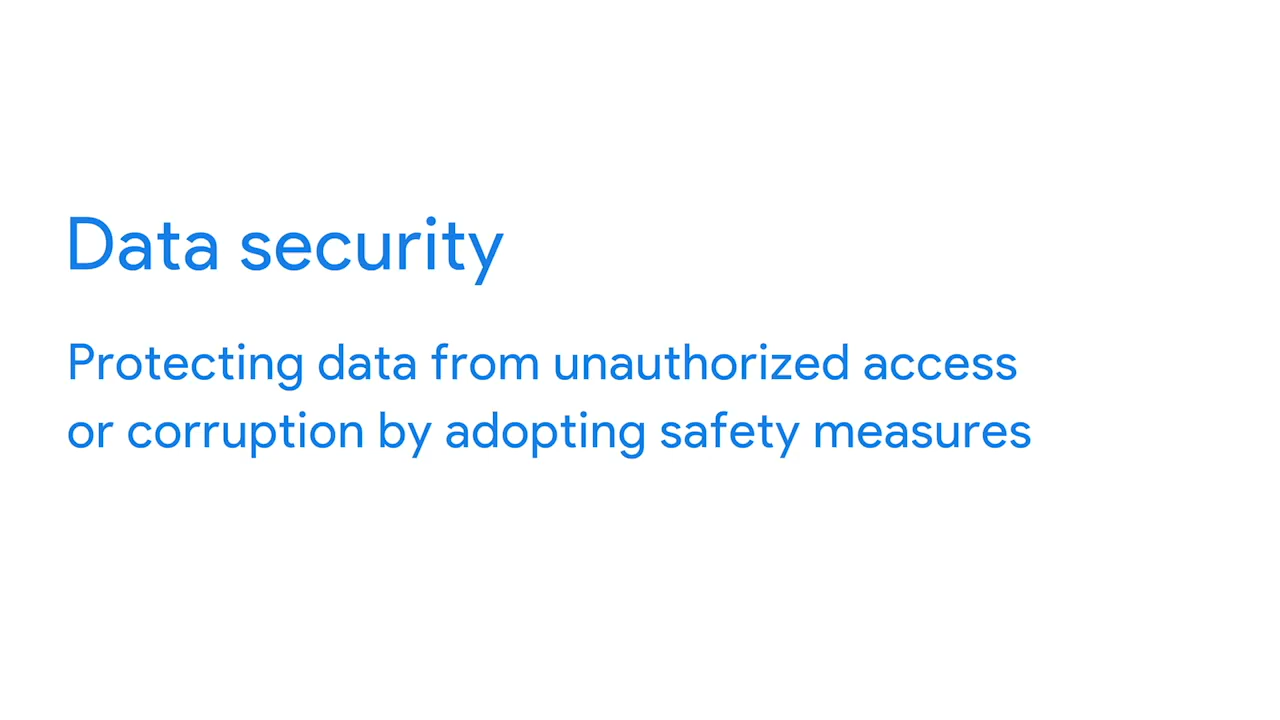 Data security
Protecting data from unauthorized access
or corruption by adopting safety measures